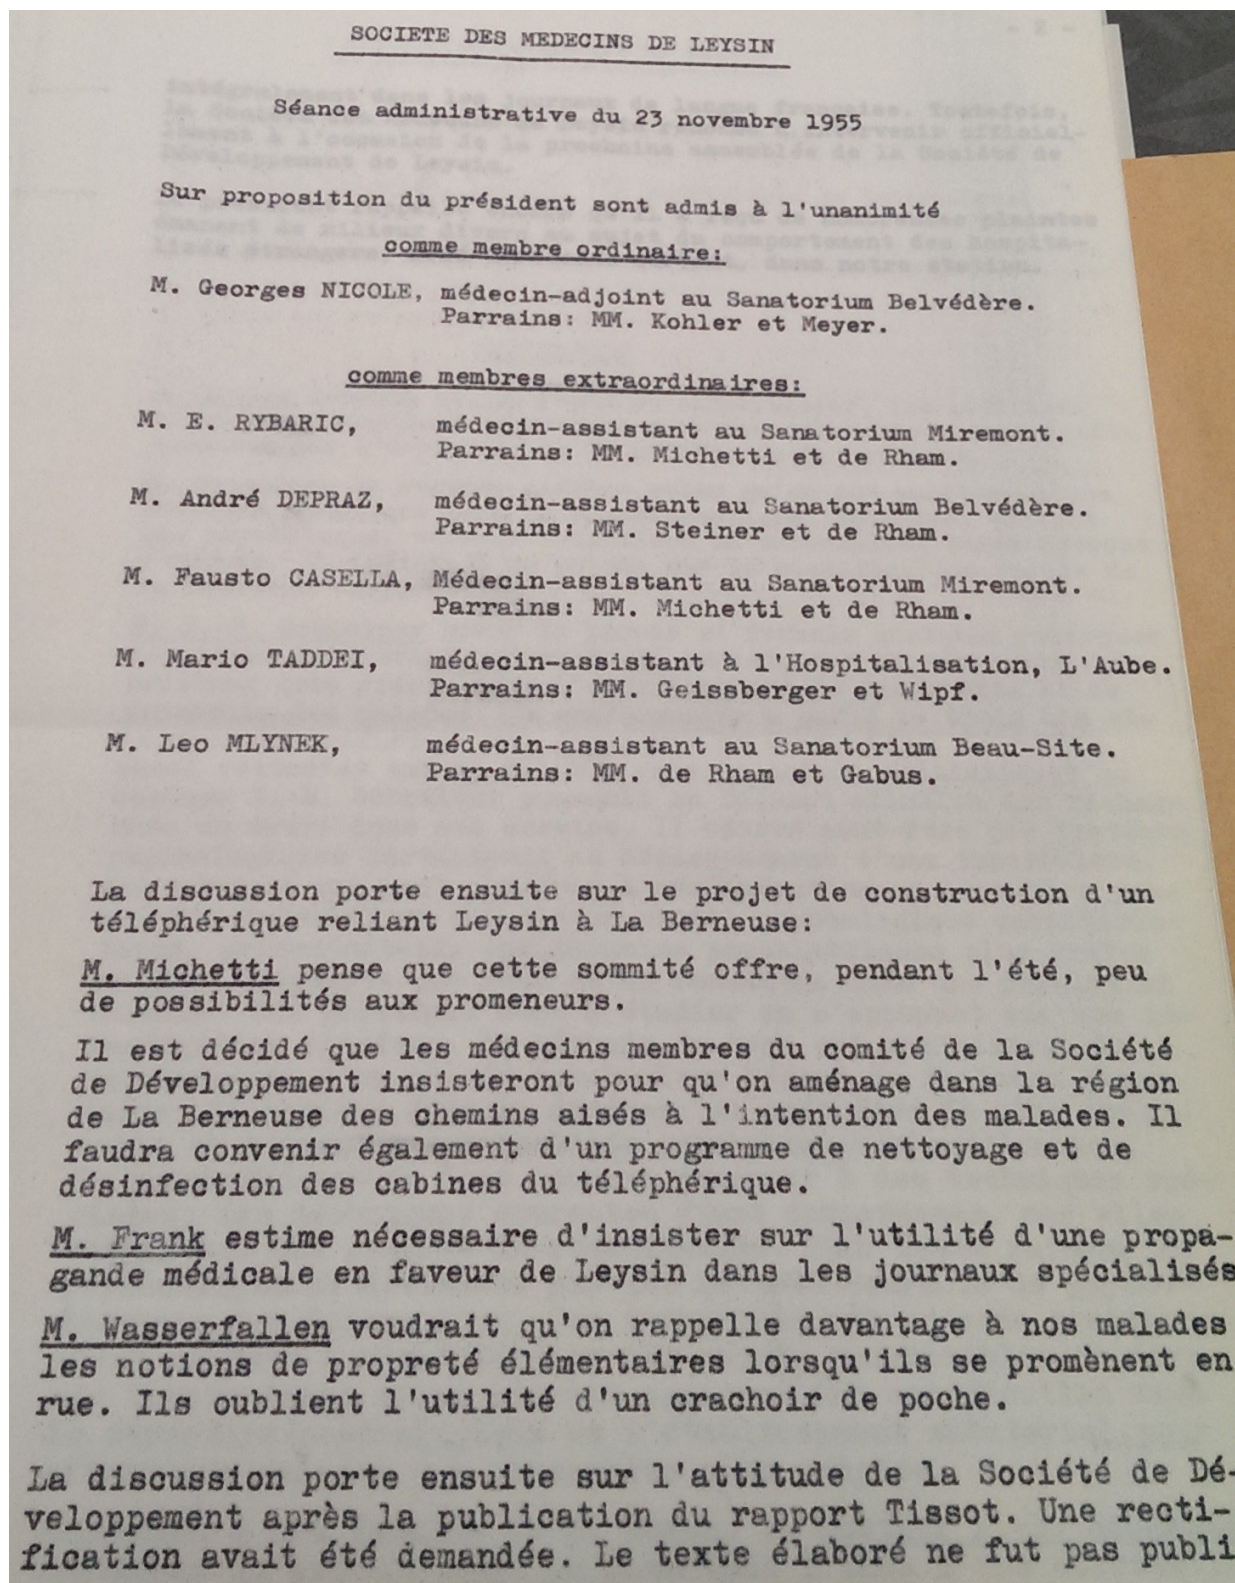 SOCIETE DES MEDECINS DE LEYSIN
Séance administrative du 23 novembre 1955
Sur proposition du président sont admis à l'unanimité
comme membre ordinaire:
M. Georges NICOLE, médecin-adjoint au Sanatorium Belvédère.
Parrains: MM. Kohler et Meyer.
comme membres extraordinaires:
M. E. RYBARIC, médecin-assistant au Sanatorium Miremont.
Parrains: MM. Michetti et de Rham.
M. André DEPRAZ, médecin-assistant au Sanatorium Belvédère.
Parrains: MM. Steiner et de Rham.
M. Fausto CASELLA, Médecin-assistant au Sanatorium Miremont.
Parrains: MM. Michetti et de Rham.
M. Mario TADDEI, médecin-assistant à l'Hospitalisation, L'Aube.
Parrains: MM. Geissberger et Wipf.
M. Leo MLYNEK, médecin-assistant au Sanatorium Beau-Site.
Parrains: MM. de Rham et Gabus.
La discussion porte ensuite sur le projet de construction d'un
téléphérique reliant Leysin à La Berneuse:
M. Michetti pense que cette sommité offre, pendant l'été, peu
de possibilités aux promeneurs.
Il est décidé que les médecins membres du comité de la Société
de Développement insisteront pour qu'on aménage dans la région
de La Berneuse des chemins aisés à l'intention des malades. Il
faudra convenir également d'un programme de nettoyage et de
désinfection des cabines du téléphérique.
M. Frank estime nécessaire d'insister sur l'utilité d'une propa-
gande médicale en faveur de Leysin dans les journaux spécialisés
M. Wasserfallen voudrait qu'on rappelle davantage à nos malades
les notions de propreté élémentaires lorsqu'ils se promènent en
rue. Ils oublient l'utilité d'un crachoir de poche.
La discussion porte ensuite sur l'attitude de la Société de Dé-
veloppement après la publication du rapport Tissot. Une recti-
fication avait été demandée. Le texte élaboré ne fut pas publi